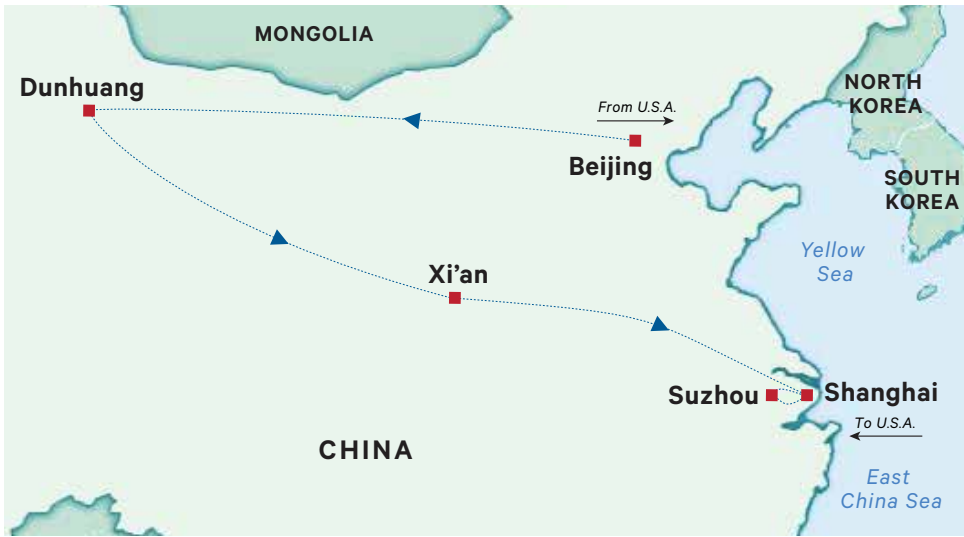 MONGOLIA
Dunhuang
From U.S.A.
Beijing
NORTH
KOREA
SOUTH
KOREA
Yellow
Sea
Xi’an
Suzhou
Shanghai
To U.S.A.
CHINA
East
China Sea